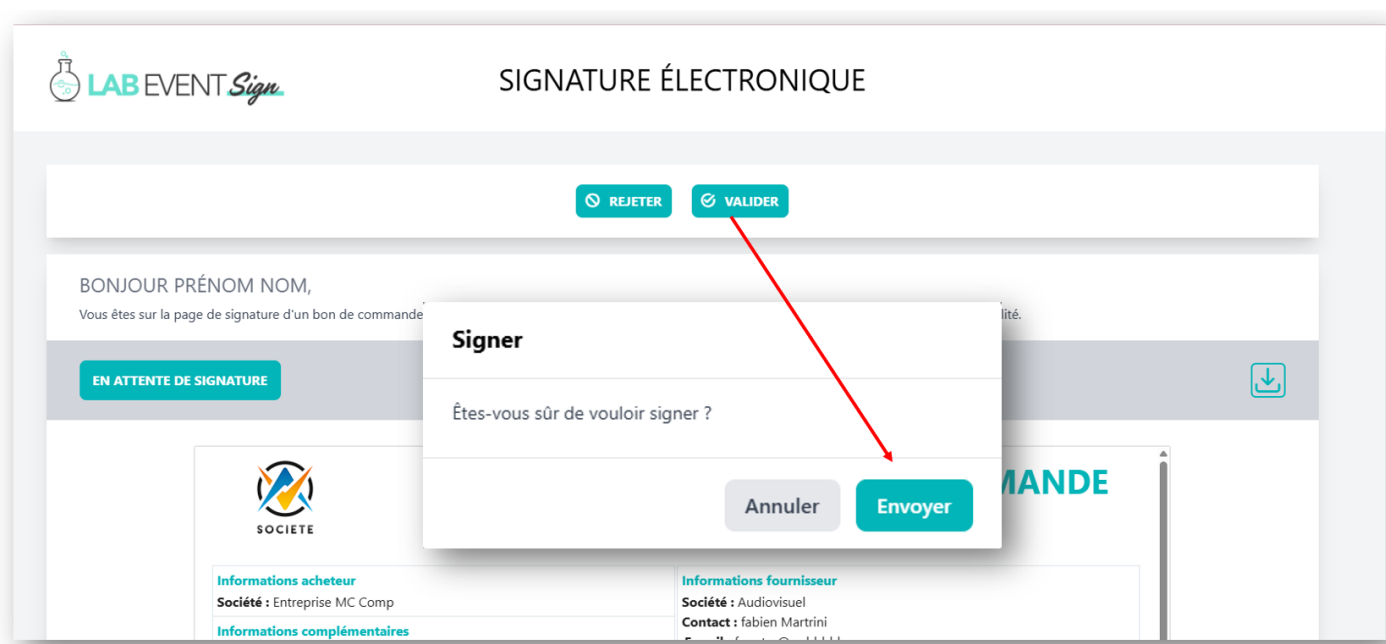 LAB EVENT Sign
SIGNATURE ÉLECTRONIQUE
REJETER
VALIDER
BONJOUR PRÉNOM NOM,
Vous êtes sur la page de signature d'un bon de commande
lité.
EN ATTENTE DE SIGNATURE
Signer
Êtes-vous sûr de vouloir signer ?
Annuler
Envoyer
MANDE
SOCIETE
Informations acheteur
Société : Entreprise MC Comp
Informations complémentaires
Informations fournisseur
Société : Audiovisuel
Contact : fabien Martrini